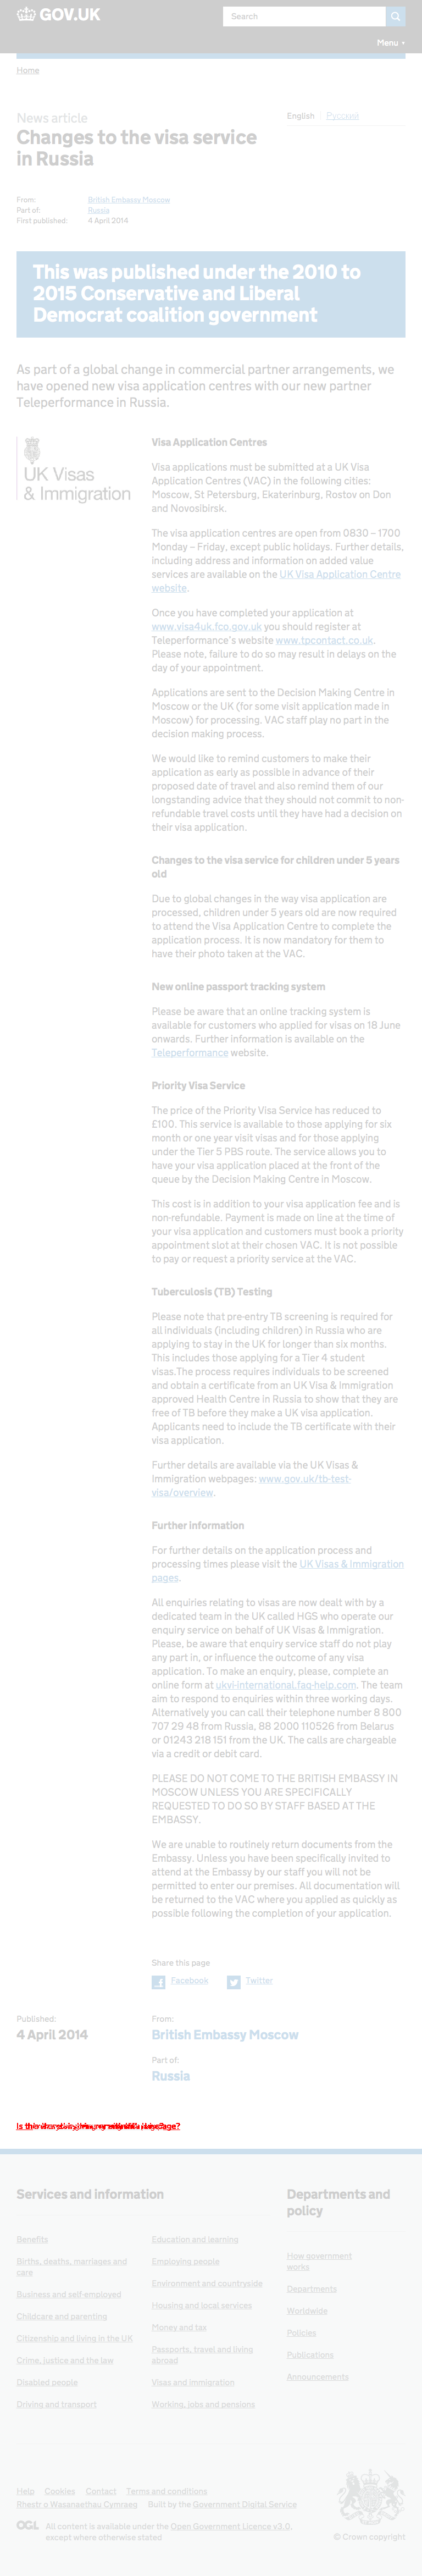 GOV.UK
Search
Menu ▾
Home
News article
Changes to the visa service
in Russia
English
Русский
From: British Embassy Moscow
Part of: Russia
First published: 4 April 2014
This was published under the 2010 to
2015 Conservative and Liberal
Democrat coalition government
As part of a global change in commercial partner arrangements, we
have opened new visa application centres with our new partner
Teleperformance in Russia.
UK Visas
& Immigration
Visa Application Centres
Visa applications must be submitted at a UK Visa
Application Centres (VAC) in the following cities:
Moscow, St Petersburg, Ekaterinburg, Rostov on Don
and Novosibirsk.
The visa application centres are open from 0830 – 1700
Monday – Friday, except public holidays. Further details,
including address and information on added value
services are available on the UK Visa Application Centre
website.
Once you have completed your application at
www.visa4uk.fco.gov.uk you should register at
Teleperformance's website www.tpcontact.co.uk.
Please note, failure to do so may result in delays on the
day of your appointment.
Applications are sent to the Decision Making Centre in
Moscow or the UK (for some visit application made in
Moscow) for processing. VAC staff play no part in the
decision making process.
We would like to remind customers to make their
application as early as possible in advance of their
proposed date of travel and also remind them of our
longstanding advice that they should not commit to non-
refundable travel costs until they have had a decision on
their visa application.
Changes to the visa service for children under 5 years
old
Due to global changes in the way visa application are
processed, children under 5 years old are now required
to attend the Visa Application Centre to complete the
application process. It is now mandatory for them to
have their photo taken at the VAC.
New online passport tracking system
Please be aware that an online tracking system is
available for customers who applied for visas on 18 June
onwards. Further information is available on the
Teleperformance website.
Priority Visa Service
The price of the Priority Visa Service has reduced to
£100. This service is available to those applying for six
month or one year visit visas and for those applying
under the Tier 5 PBS route. The service allows you to
have your visa application placed at the front of the
queue by the Decision Making Centre in Moscow.
This cost is in addition to your visa application fee and is
non-refundable. Payment is made on line at the time of
your visa application and customers must book a priority
appointment slot at their chosen VAC. It is not possible
to pay or request a priority service at the VAC.
Tuberculosis (TB) Testing
Please note that pre-entry TB screening is required for
all individuals (including children) in Russia who are
applying to stay in the UK for longer than six months.
This includes those applying for a Tier 4 student
visas.The process requires individuals to be screened
and obtain a certificate from an UK Visa & Immigration
approved Health Centre in Russia to show that they are
free of TB before they make a UK visa application.
Applicants need to include the TB certificate with their
visa application.
Further details are available via the UK Visas &
Immigration webpages: www.gov.uk/tb-test-
visa/overview.
Further information
For further details on the application process and
processing times please visit the UK Visas & Immigration
pages.
All enquiries relating to visas are now dealt with by a
dedicated team in the UK called HGS who operate our
enquiry service on behalf of UK Visas & Immigration.
Please, be aware that enquiry service staff do not play
any part in, or influence the outcome of any visa
application. To make an enquiry, please, complete an
online form at ukvi-international.faq-help.com. The team
aim to respond to enquiries within three working days.
Alternatively you can call their telephone number 8 800
707 29 48 from Russia, 88 2000 110526 from Belarus
or 01243 218 151 from the UK. The calls are chargeable
via a credit or debit card.
PLEASE DO NOT COME TO THE BRITISH EMBASSY IN
MOSCOW UNLESS YOU ARE SPECIFICALLY
REQUESTED TO DO SO BY STAFF BASED AT THE
EMBASSY.
We are unable to routinely return documents from the
Embassy. Unless you have been specifically invited to
attend at the Embassy by our staff you will not be
permitted to enter our premises. All documentation will
be returned to the VAC where you applied as quickly as
possible following the completion of your application.
Share this page
Facebook Twitter
Published:
4 April 2014
From:
British Embassy Moscow
Part of:
Russia
Services and information
Benefits
Births, deaths, marriages and
care
Business and self-employed
Childcare and parenting
Citizenship and living in the UK
Crime, justice and the law
Disabled people
Driving and transport
Education and learning
Employing people
Environment and countryside
Housing and local services
Money and tax
Passports, travel and living
abroad
Visas and immigration
Working, jobs and pensions
Departments and
policy
How government
works
Departments
Worldwide
Policies
Publications
Announcements
Help Cookies Contact Terms and conditions
Rhestr o Wasanaethau Cymraeg Built by the Government Digital Service
OGL All content is available under the Open Government Licence v3.0,
except where otherwise stated
© Crown copyright